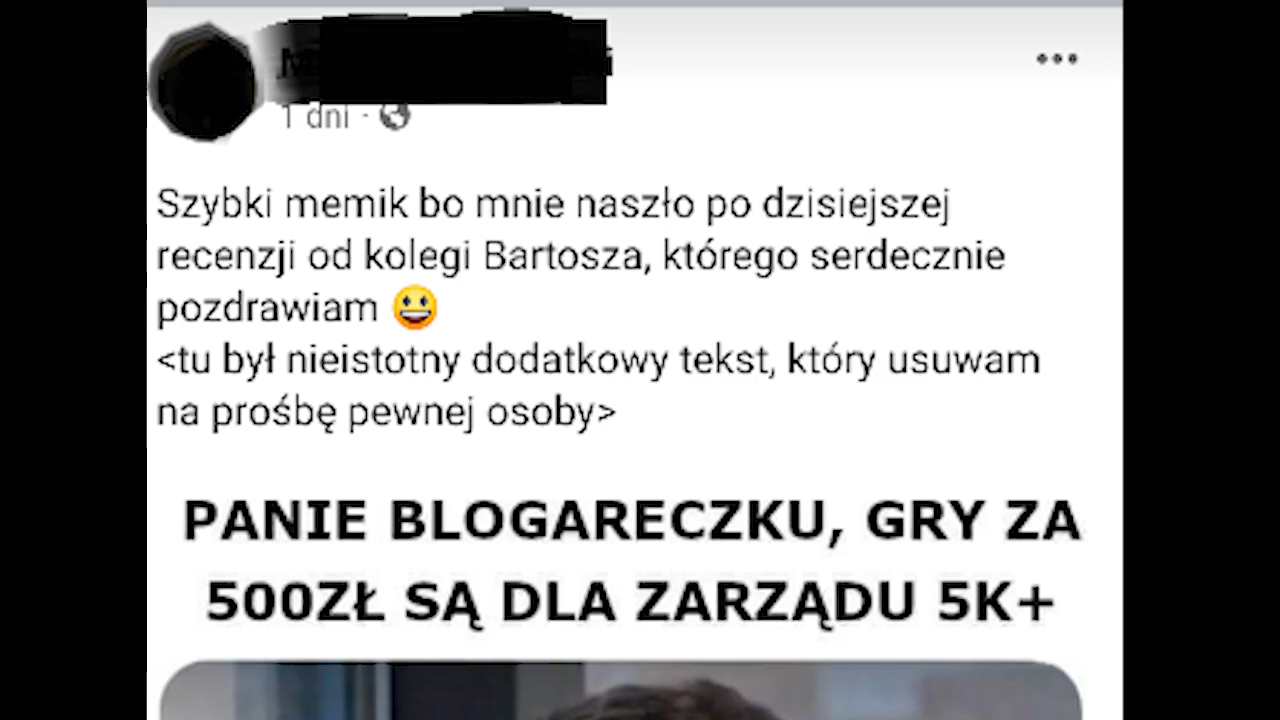 1 dni ·
Szybki memik bo mnie naszło po dzisiejszej
recenzji od kolegi Bartosza, którego serdecznie
pozdrawiam 😃
<tu był nieistotny dodatkowy tekst, który usuwam
na prośbę pewnej osoby>
PANIE BLOGARECZKU, GRY ZA
500ZŁ SĄ DLA ZARZĄDU 5K+